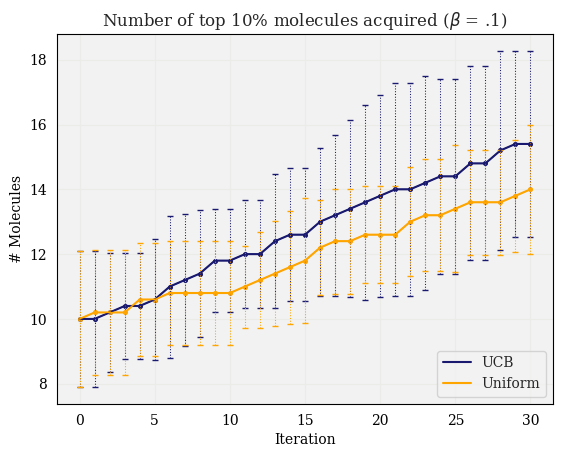 Number of top 10% molecules acquired (β = .1)
# Molecules
18
16
14
12
10
8
0 5 10 15 20 25 30
Iteration
UCB
Uniform